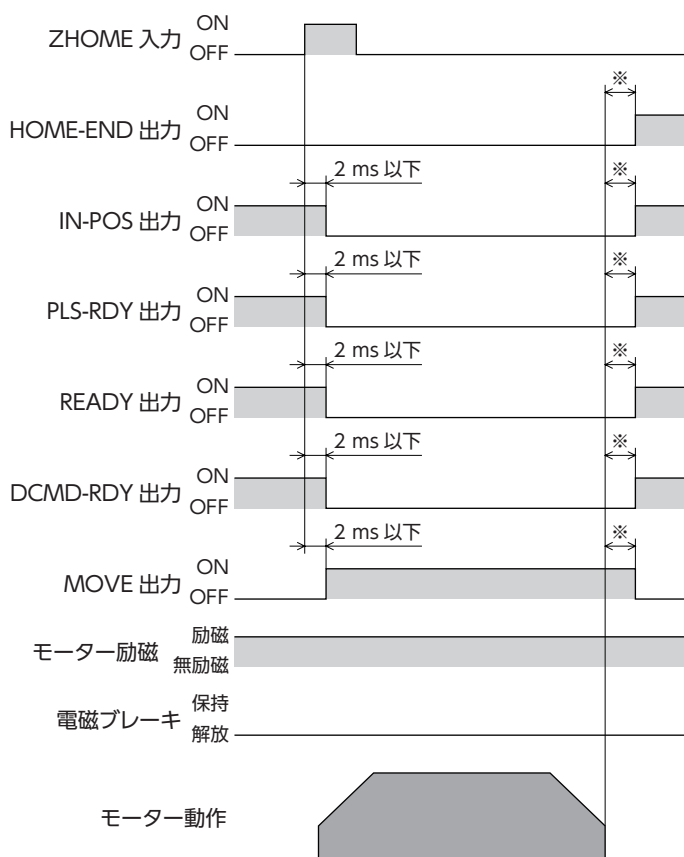 ZHOME 入力 ON
OFF
※
HOME-END 出力 ON
OFF
2 ms 以下 ※
IN-POS 出力 ON
OFF
2 ms 以下 ※
PLS-RDY 出力 ON
OFF
2 ms 以下 ※
READY 出力 ON
OFF
2 ms 以下 ※
DCMD-RDY 出力 ON
OFF
2 ms 以下 ※
MOVE 出力 ON
OFF
モーター励磁 励磁
無励磁
電磁ブレーキ 保持
解放
モーター動作